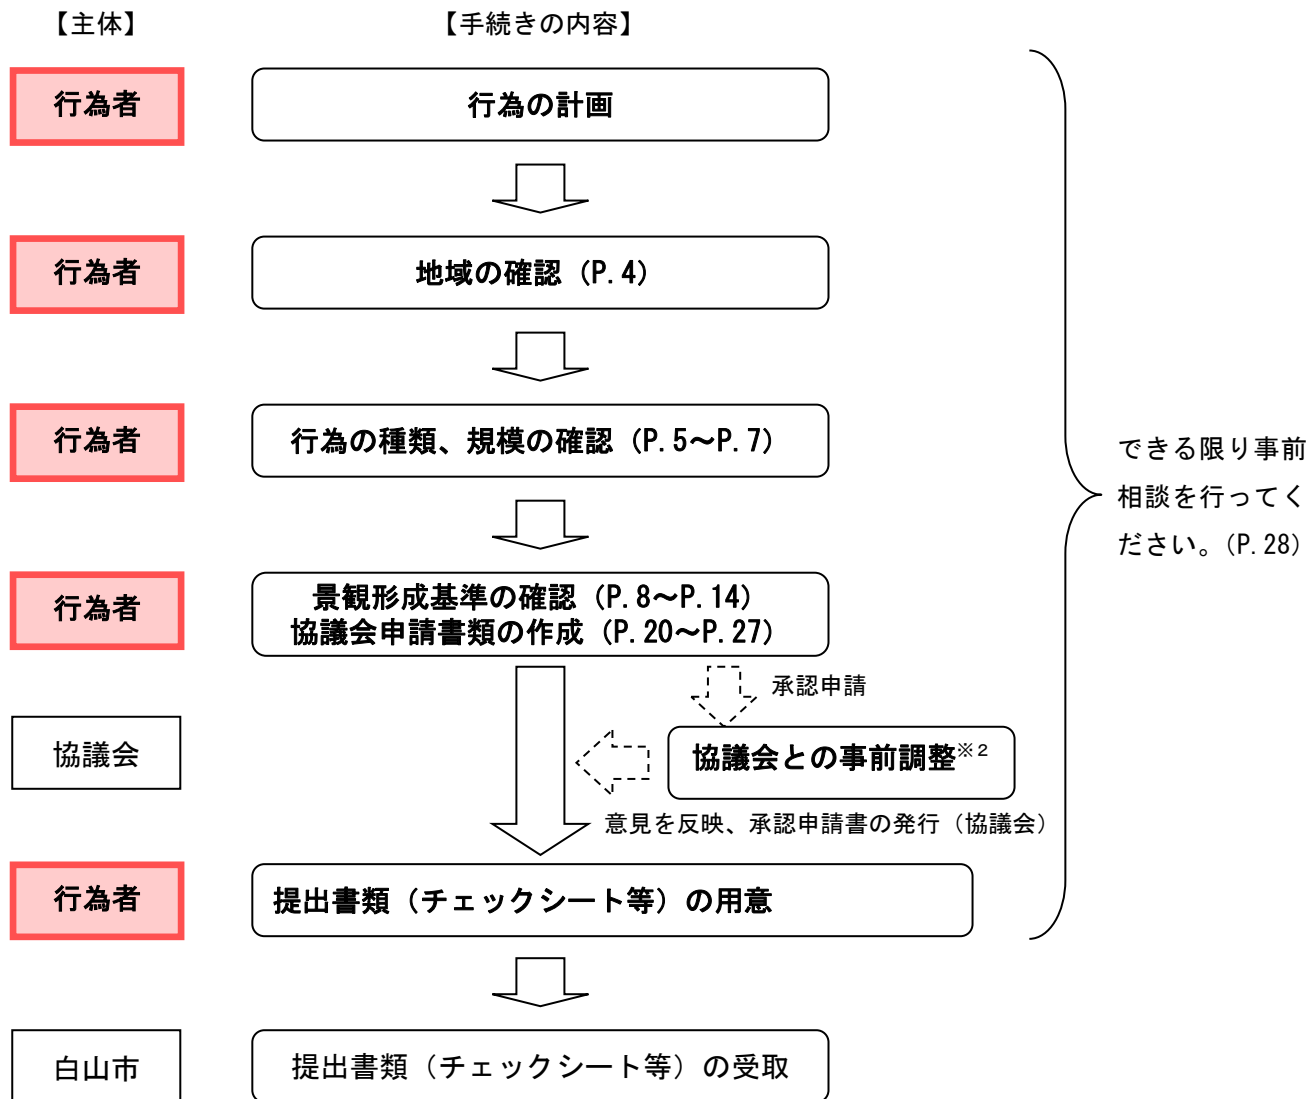 【主体】
【手続きの内容】
行為者
行為の計画
行為者
地域の確認（P.4）
行為者
行為の種類、規模の確認（P.5～P.7）
できる限り事前
相談を行ってく
ださい。（P.28）
行為者
景観形成基準の確認（P.8～P.14）
協議会申請書類の作成（P.20～P.27）
承認申請
協議会
協議会との事前調整※２
意見を反映、承認申請書の発行（協議会）
行為者
提出書類（チェックシート等）の用意
白山市
提出書類（チェックシート等）の受取